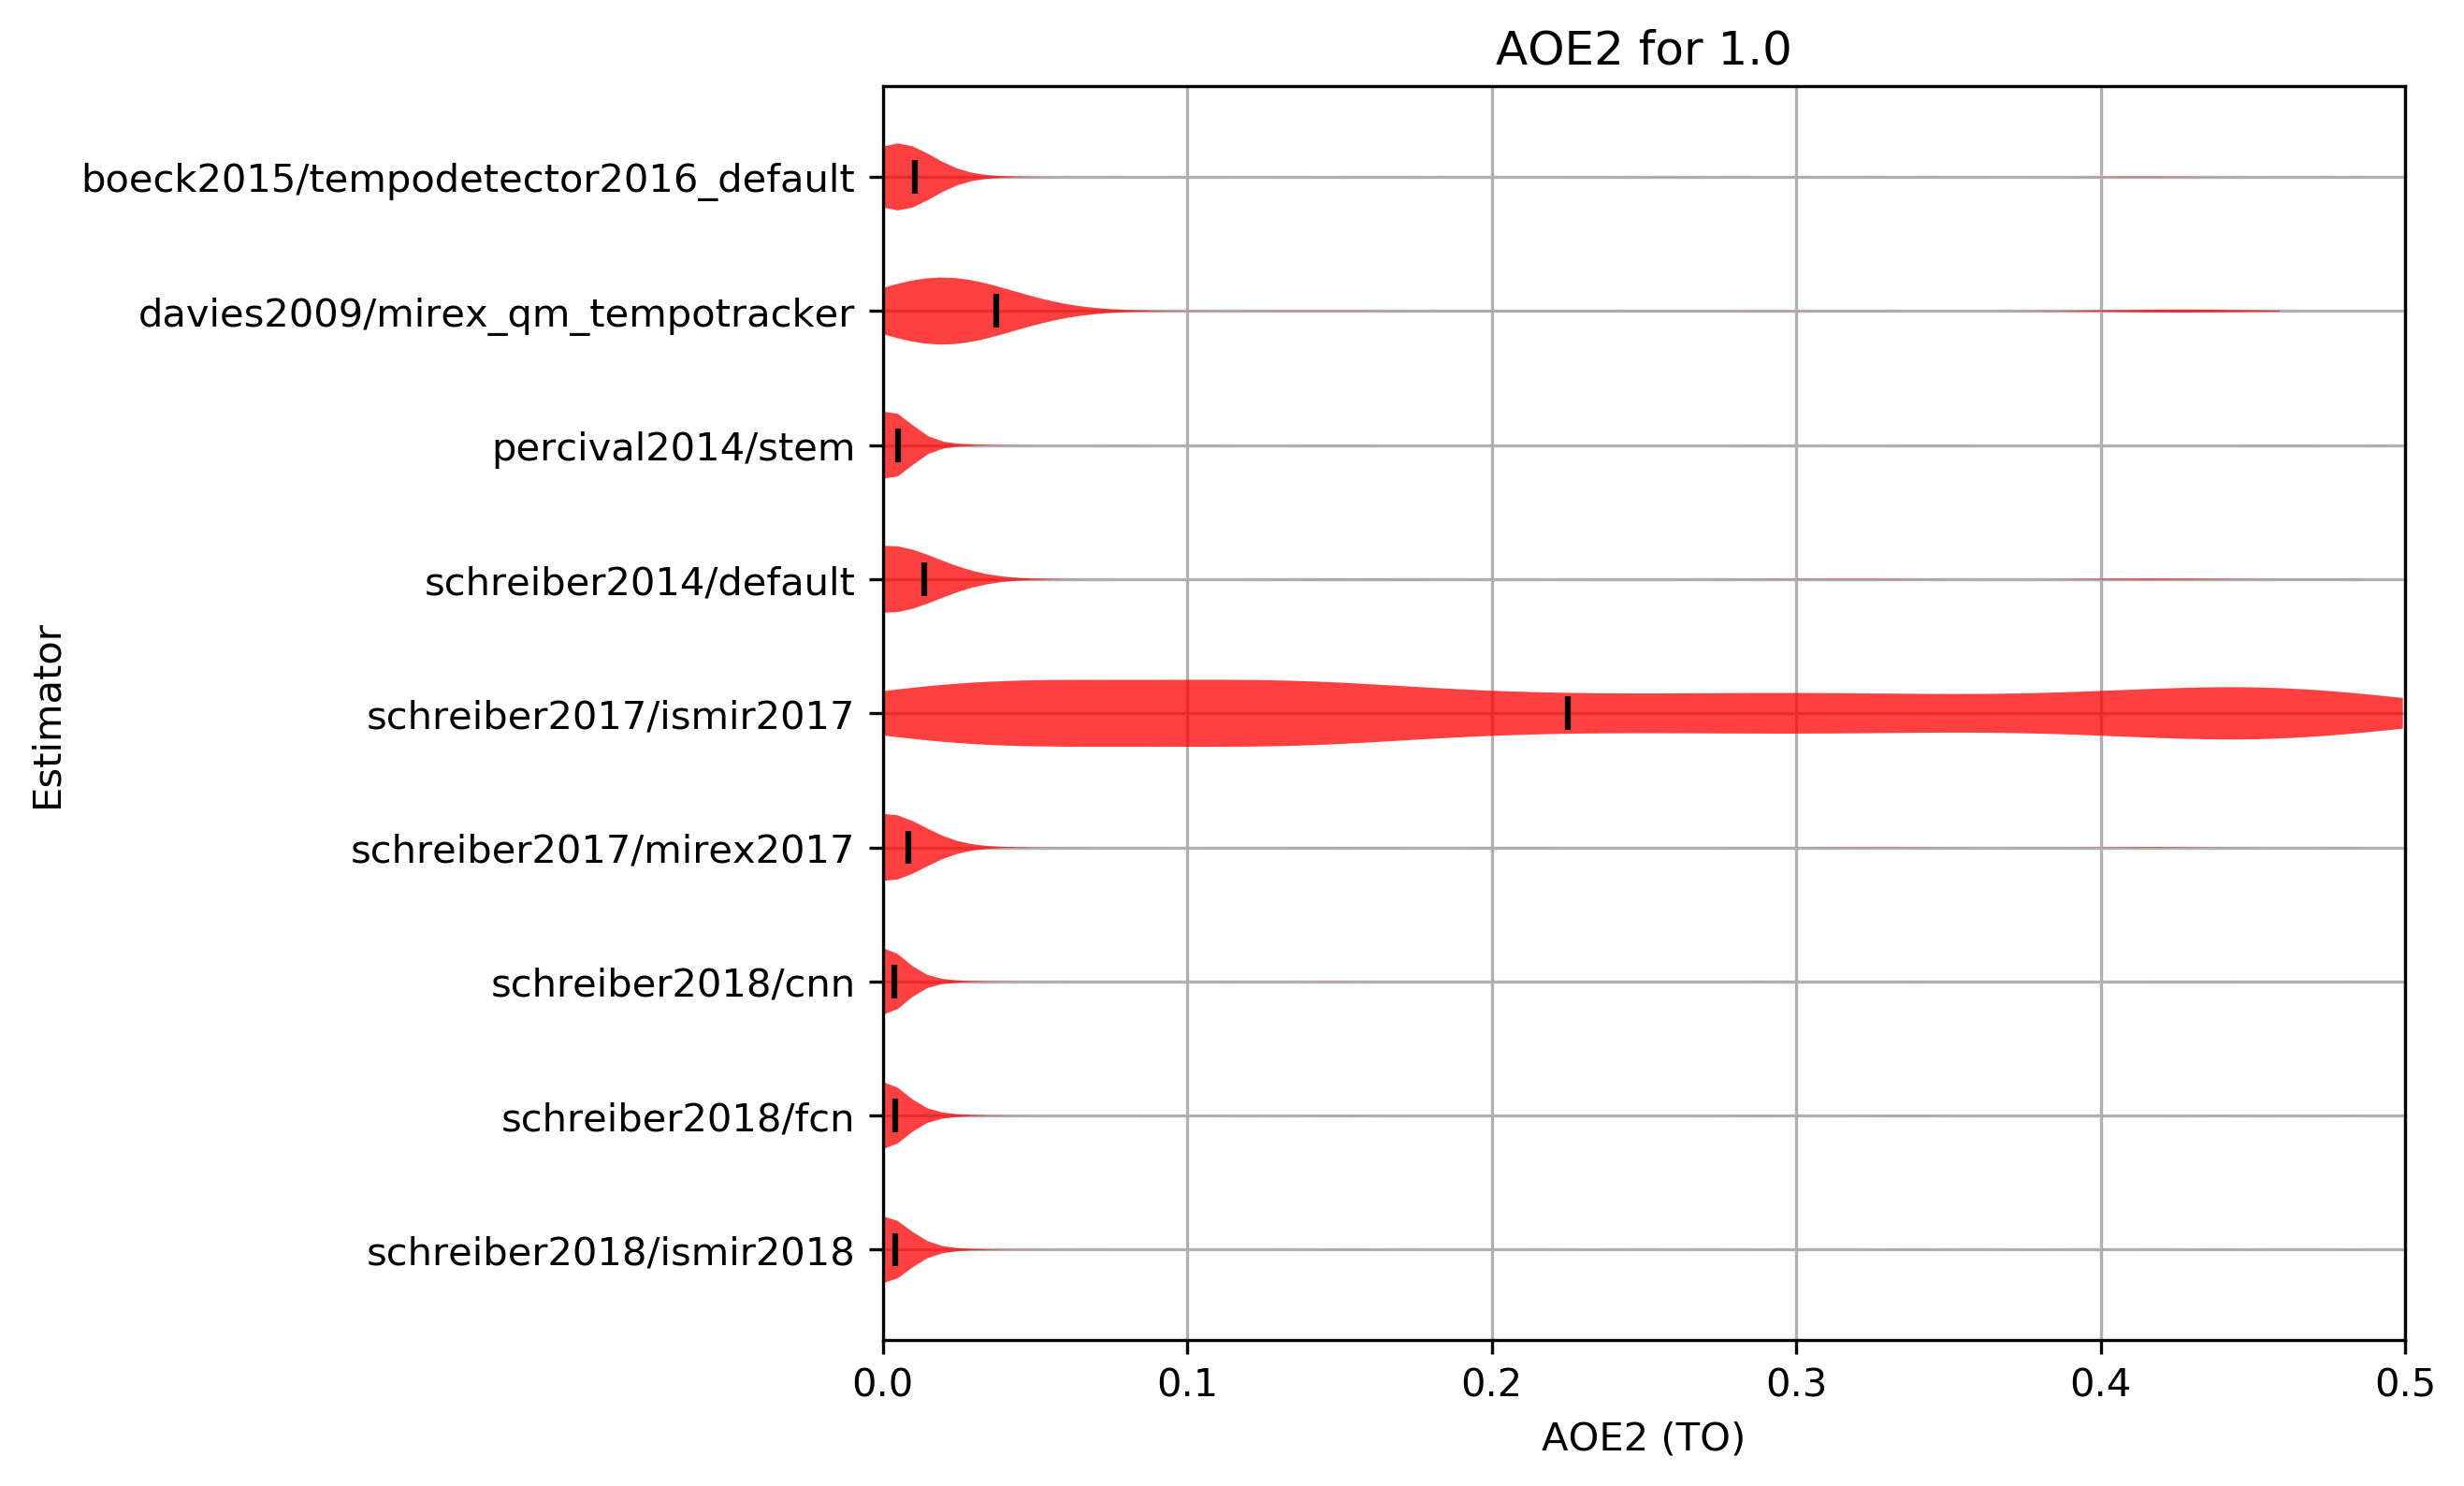 AOE2 for 1.0
boeck2015/tempodetector2016_default
davies2009/mirex_qm_tempotracker
percival2014/stem
schreiber2014/default
schreiber2017/ismir2017
schreiber2017/mirex2017
schreiber2018/cnn
schreiber2018/fcn
schreiber2018/ismir2018
Estimator
0.0 0.1 0.2 0.3 0.4 0.5
AOE2 (TO)